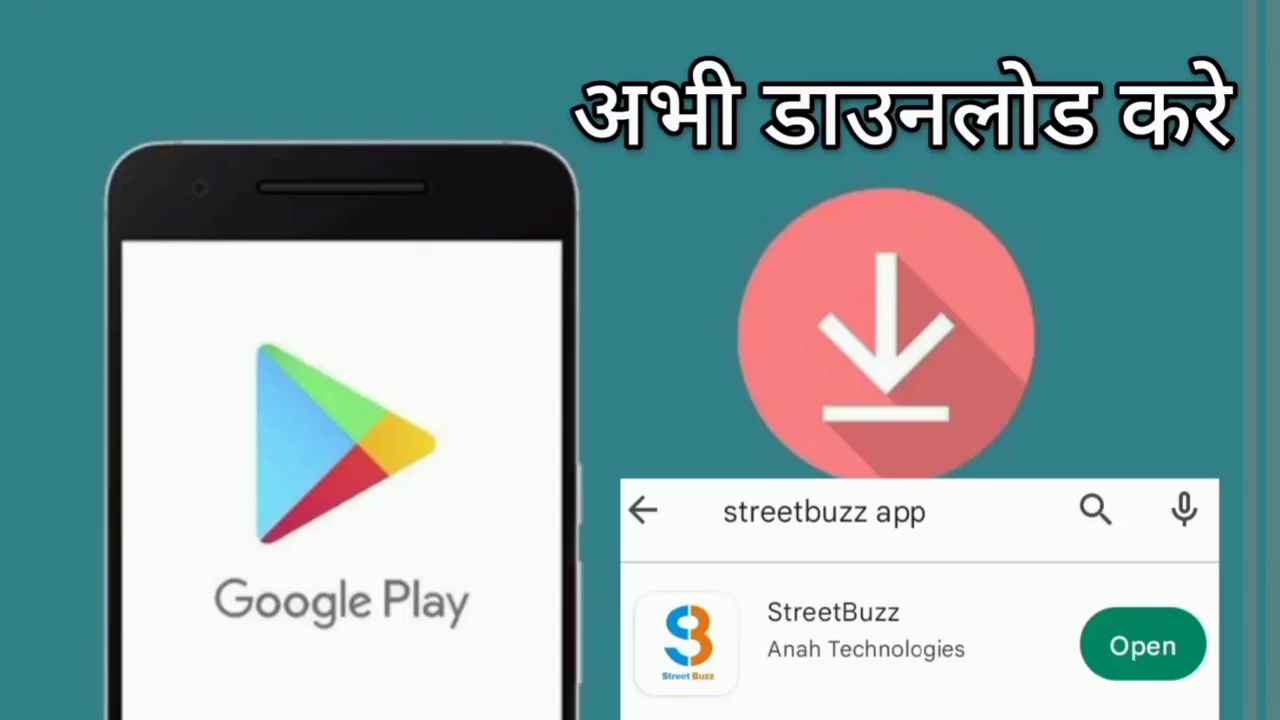 अभी डाउनलोड करे
Google Play
streetbuzz app
StreetBuzz
Anah Technologies
Open
Street Buzz